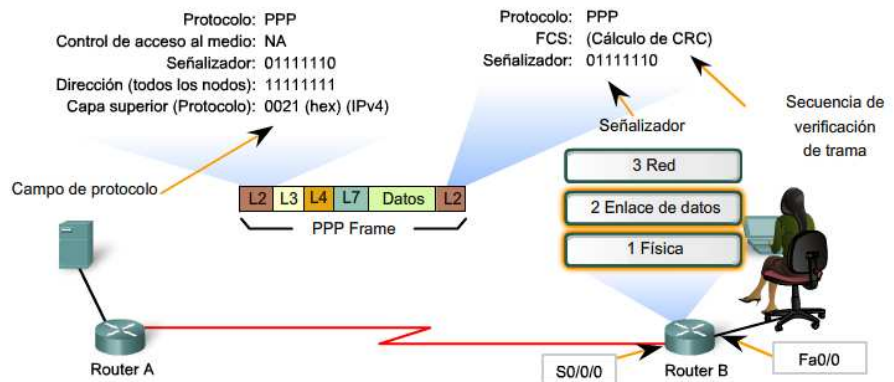 Protocolo: PPP
Control de acceso al medio: NA
Señalizador: 01111110
Dirección (todos los nodos): 11111111
Capa superior (Protocolo): 0021 (hex) (IPv4)
Protocolo: PPP
FCS: (Cálculo de CRC)
Señalizador: 01111110
Señalizador
Secuencia de
verificación
de trama
3 Red
2 Enlace de datos
1 Física
Campo de protocolo
L2 L3 L4 L7 Datos L2
PPP Frame
Router A
S0/0/0
Router B
Fa0/0